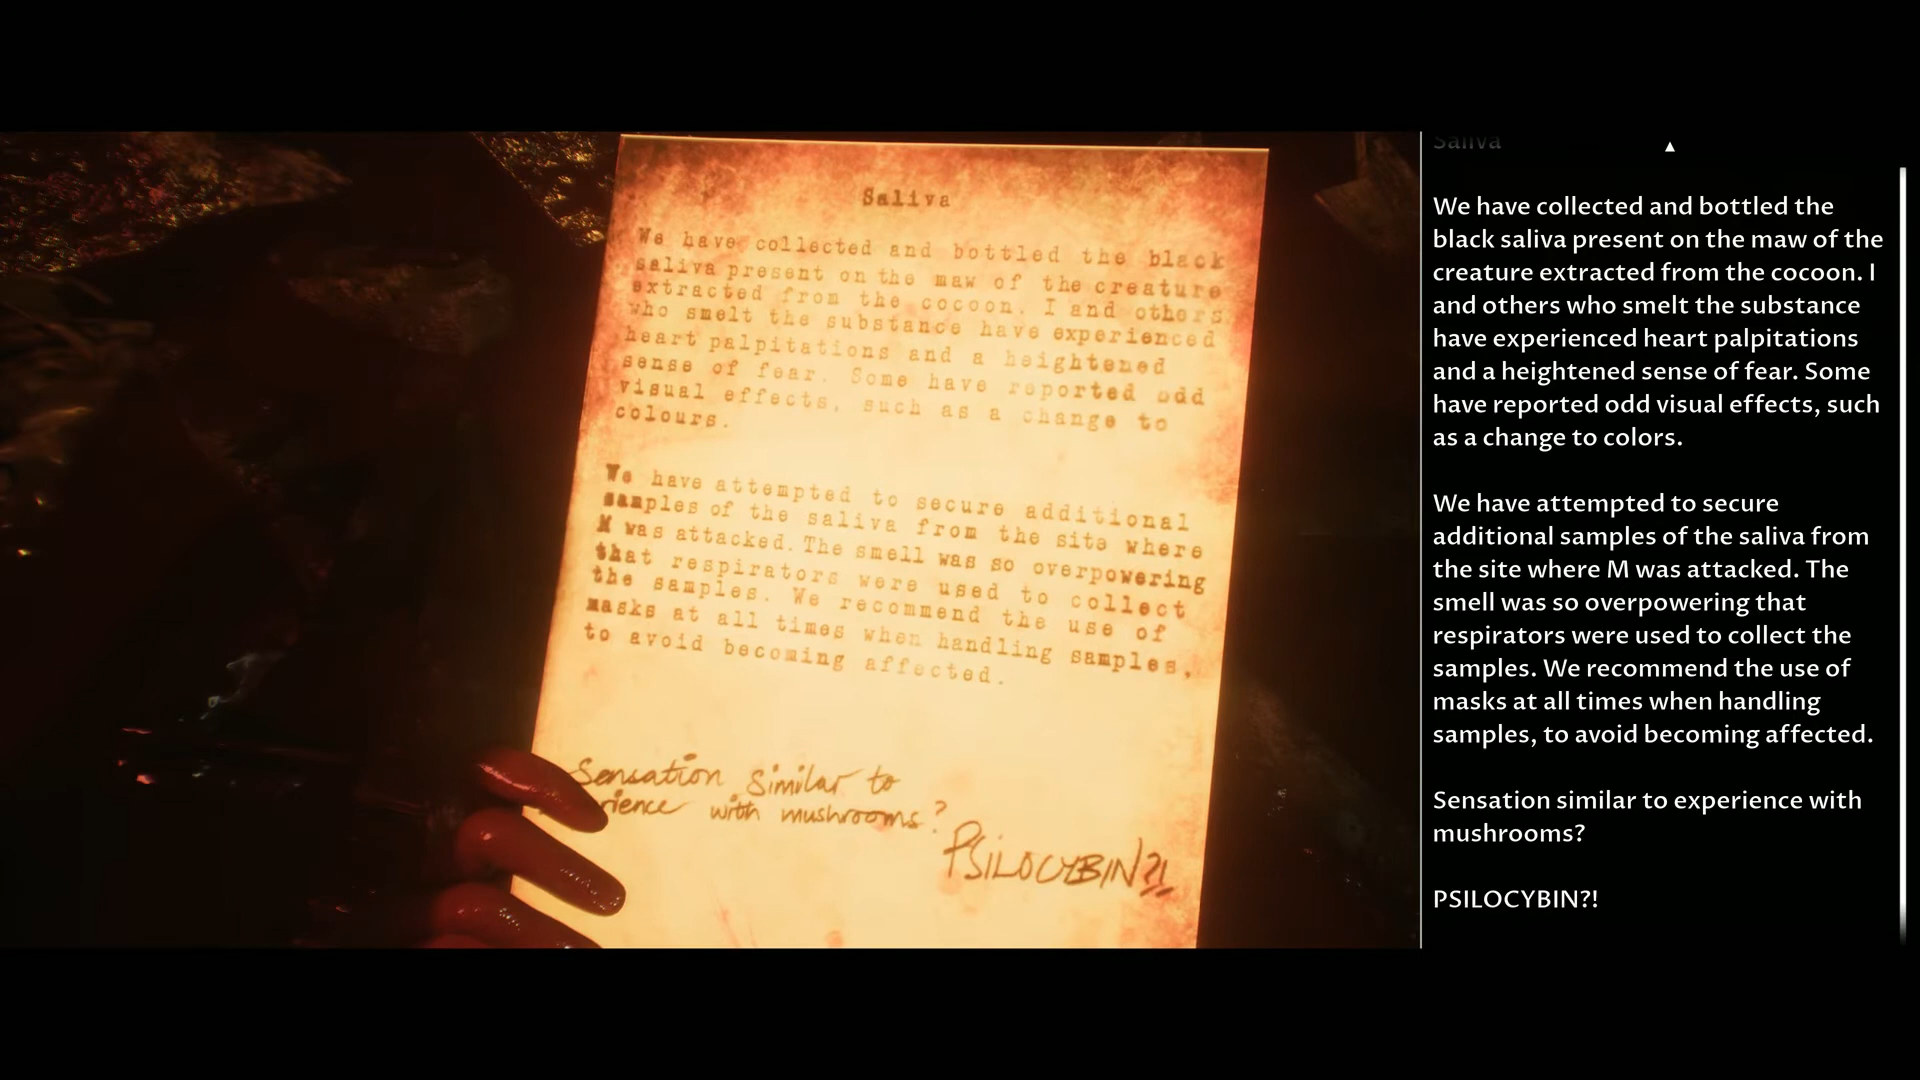 Saliva
We have collected and bottled the black
saliva present on the maw of the creature
extracted from the cocoon. I and others
who smelt the substance have experienced
heart palpitations and a heightened
sense of fear. Some have reported odd
visual effects, such as a change to
colours.
We have attempted to secure additional
samples of the saliva from the site where
M was attacked. The smell was so overpowering
that respirators were used to collect
the samples. We recommend the use of
masks at all times when handling samples,
to avoid becoming affected.
Sensation similar to
rience with mushrooms?
PSILOCYBIN?!
Saliva
We have collected and bottled the
black saliva present on the maw of the
creature extracted from the cocoon. I
and others who smelt the substance
have experienced heart palpitations
and a heightened sense of fear. Some
have reported odd visual effects, such
as a change to colors.
We have attempted to secure
additional samples of the saliva from
the site where M was attacked. The
smell was so overpowering that
respirators were used to collect the
samples. We recommend the use of
masks at all times when handling
samples, to avoid becoming affected.
Sensation similar to experience with
mushrooms?
PSILOCYBIN?!